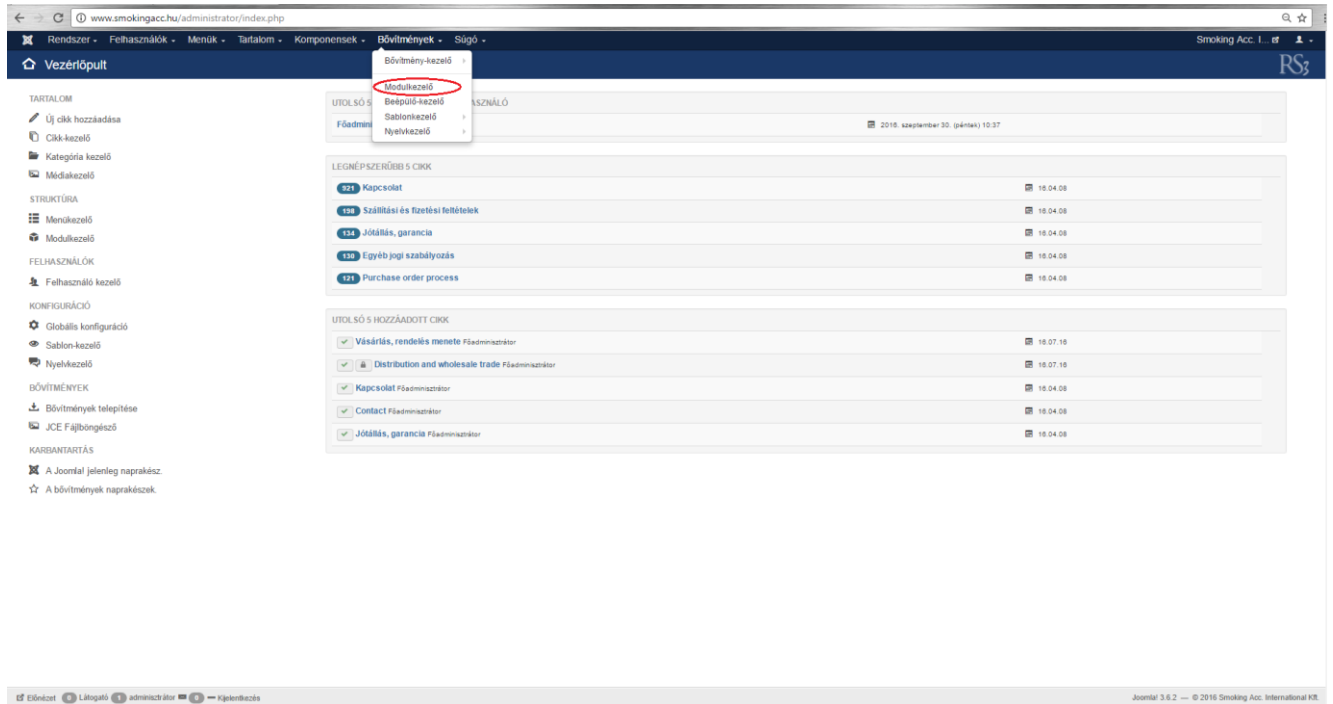 www.smokingacc.hu/administrator/index.php
Rendszer Felhasználók Menük Tartalom Komponensek Bővítmények Súgó Smoking Acc. I...
Vezérlőpult RS3
Bővítmény-kezelő
Modulkezelő
Beépülő-kezelő
Sablonkezelő
Nyelvkezelő
TARTALOM
Új cikk hozzáadása
Cikk-kezelő
Kategória kezelő
Médiakezelő
STRUKTÚRA
Menükezelő
Modulkezelő
FELHASZNÁLÓK
Felhasználó kezelő
KONFIGURÁCIÓ
Globális konfiguráció
Sablon-kezelő
Nyelvkezelő
BŐVÍTMÉNYEK
Bővítmények telepítése
JCE Fájlböngésző
KARBANTARTÁS
A Joomla! jelenleg naprakész.
A bővítmények naprakészek.
UTOLSÓ 5
Főadmini 2016. szeptember 30. (péntek) 10:37
LEGNÉPSZERŰBB 5 CIKK
921 Kapcsolat 16.04.08
198 Szállítási és fizetési feltételek 16.04.08
134 Jótállás, garancia 16.04.08
130 Egyéb jogi szabályozás 16.04.08
121 Purchase order process 16.04.08
UTOLSÓ 5 HOZZÁADOTT CIKK
Vásárlás, rendelés menete Főadminisztrátor 16.07.16
Distribution and wholesale trade Főadminisztrátor 16.07.16
Kapcsolat Főadminisztrátor 16.04.08
Contact Főadminisztrátor 16.04.08
Jótállás, garancia Főadminisztrátor 16.04.08
Előnézet 0 Látogató 1 adminisztrátor 0 Kijelentkezés Joomla! 3.6.2 — © 2016 Smoking Acc. International Kft.